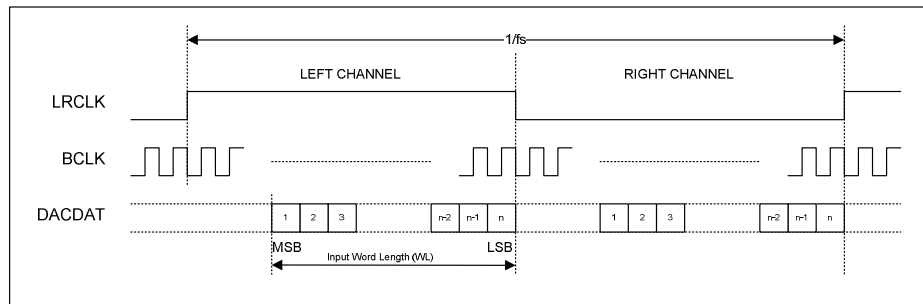 1/fs
LEFT CHANNEL RIGHT CHANNEL
LRCLK
BCLK
DACDAT 1 2 3 n-2 n-1 n 1 2 3 n-2 n-1 n
MSB LSB
Input Word Length (WL)